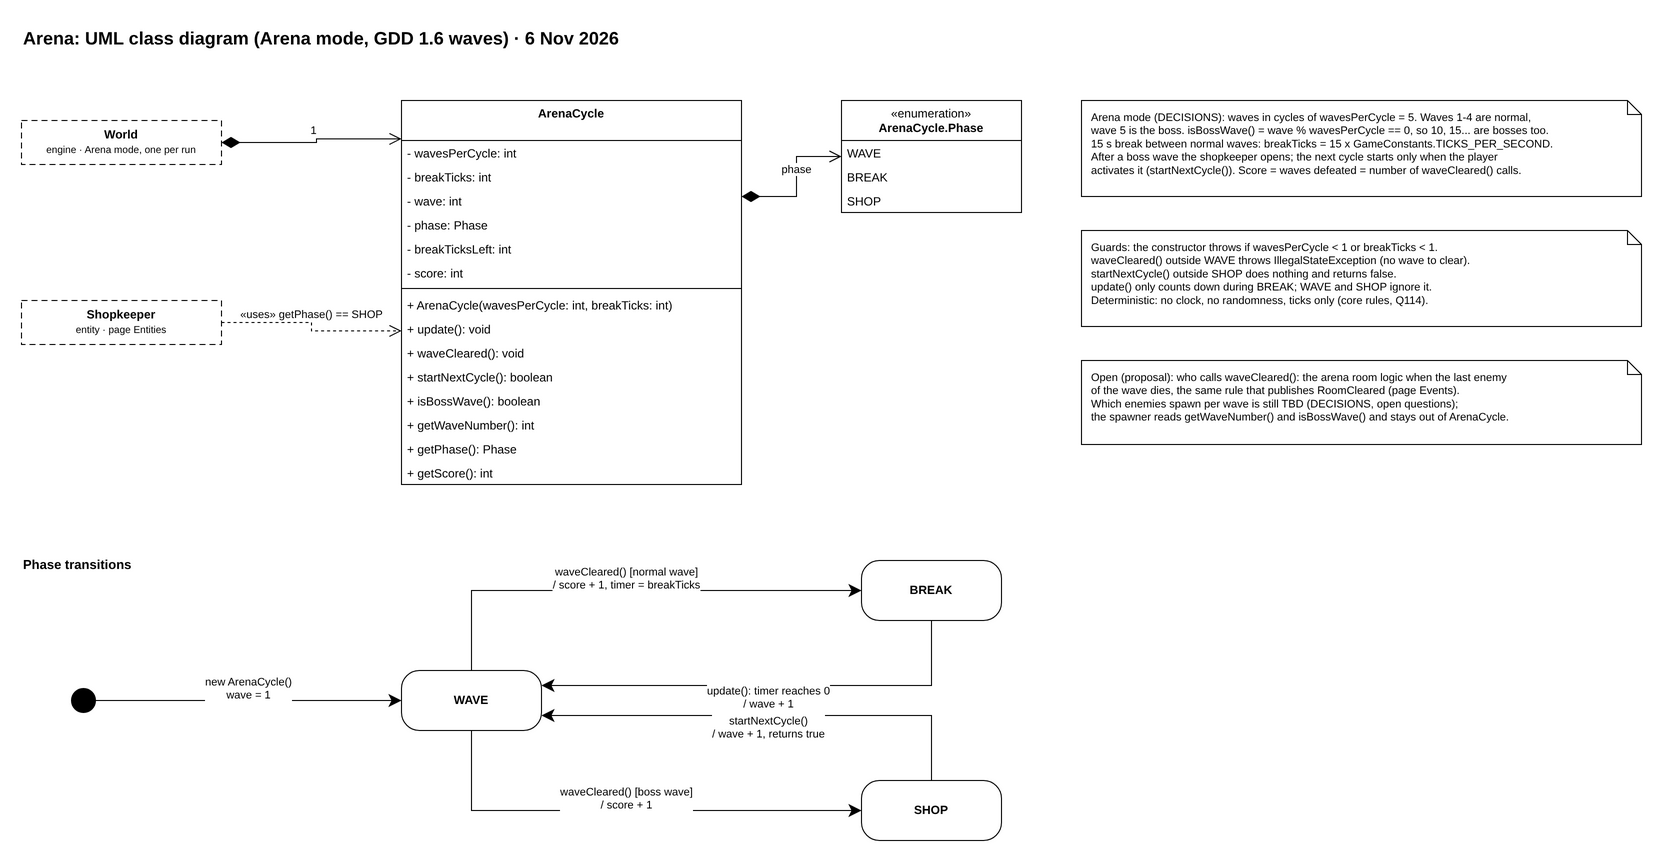 Arena: UML class diagram (Arena mode, GDD 1.6 waves) · 6 Nov 2026
World
engine · Arena mode, one per run
1
ArenaCycle
- wavesPerCycle: int
- breakTicks: int
- wave: int
- phase: Phase
- breakTicksLeft: int
- score: int
+ ArenaCycle(wavesPerCycle: int, breakTicks: int)
+ update(): void
+ waveCleared(): void
+ startNextCycle(): boolean
+ isBossWave(): boolean
+ getWaveNumber(): int
+ getPhase(): Phase
+ getScore(): int
phase
«enumeration»
ArenaCycle.Phase
WAVE
BREAK
SHOP
Shopkeeper
entity · page Entities
«uses» getPhase() == SHOP
Arena mode (DECISIONS): waves in cycles of wavesPerCycle = 5. Waves 1-4 are normal,
wave 5 is the boss. isBossWave() = wave % wavesPerCycle == 0, so 10, 15... are bosses too.
15 s break between normal waves: breakTicks = 15 x GameConstants.TICKS_PER_SECOND.
After a boss wave the shopkeeper opens; the next cycle starts only when the player
activates it (startNextCycle()). Score = waves defeated = number of waveCleared() calls.
Guards: the constructor throws if wavesPerCycle < 1 or breakTicks < 1.
waveCleared() outside WAVE throws IllegalStateException (no wave to clear).
startNextCycle() outside SHOP does nothing and returns false.
update() only counts down during BREAK; WAVE and SHOP ignore it.
Deterministic: no clock, no randomness, ticks only (core rules, Q114).
Open (proposal): who calls waveCleared(): the arena room logic when the last enemy
of the wave dies, the same rule that publishes RoomCleared (page Events).
Which enemies spawn per wave is still TBD (DECISIONS, open questions);
the spawner reads getWaveNumber() and isBossWave() and stays out of ArenaCycle.
Phase transitions
waveCleared() [normal wave]
/ score + 1, timer = breakTicks
BREAK
new ArenaCycle()
wave = 1
WAVE
update(): timer reaches 0
/ wave + 1
startNextCycle()
/ wave + 1, returns true
waveCleared() [boss wave]
/ score + 1
SHOP